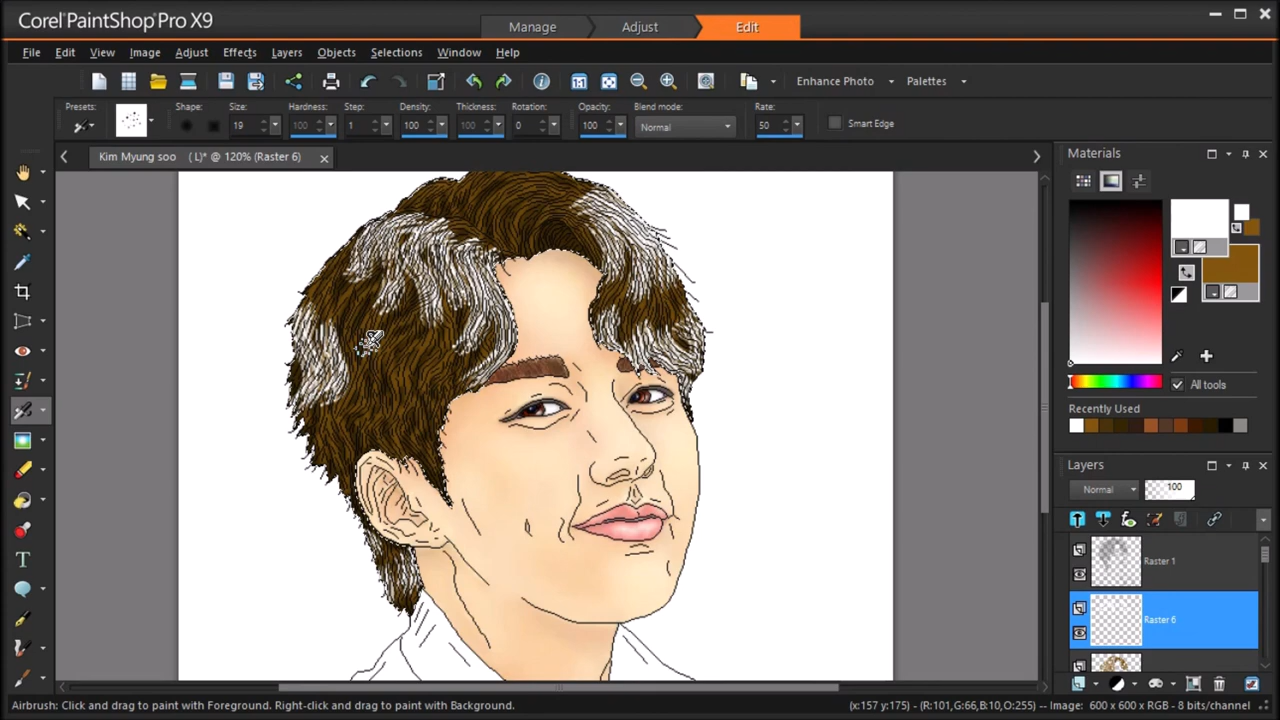 Corel®PaintShop®Pro X9
Manage
Adjust
Edit
File
Edit
View
Image
Adjust
Effects
Layers
Objects
Selections
Window
Help
Enhance Photo
Palettes
Presets:
Shape:
Size:
19
Hardness:
100
Step:
1
Density:
100
Thickness:
100
Rotation:
0
Opacity:
100
Blend mode:
Normal
Rate:
50
Smart Edge
Kim Myung soo ( L)* @ 120% (Raster 6)
Materials
All tools
Recently Used
Layers
Normal
100
Raster 1
Raster 6
Airbrush: Click and drag to paint with Foreground. Right-click and drag to paint with Background.
(x:157 y:175) -- (R:101,G:66,B:10,O:255) -- Image: 600 x 600 x RGB - 8 bits/channel